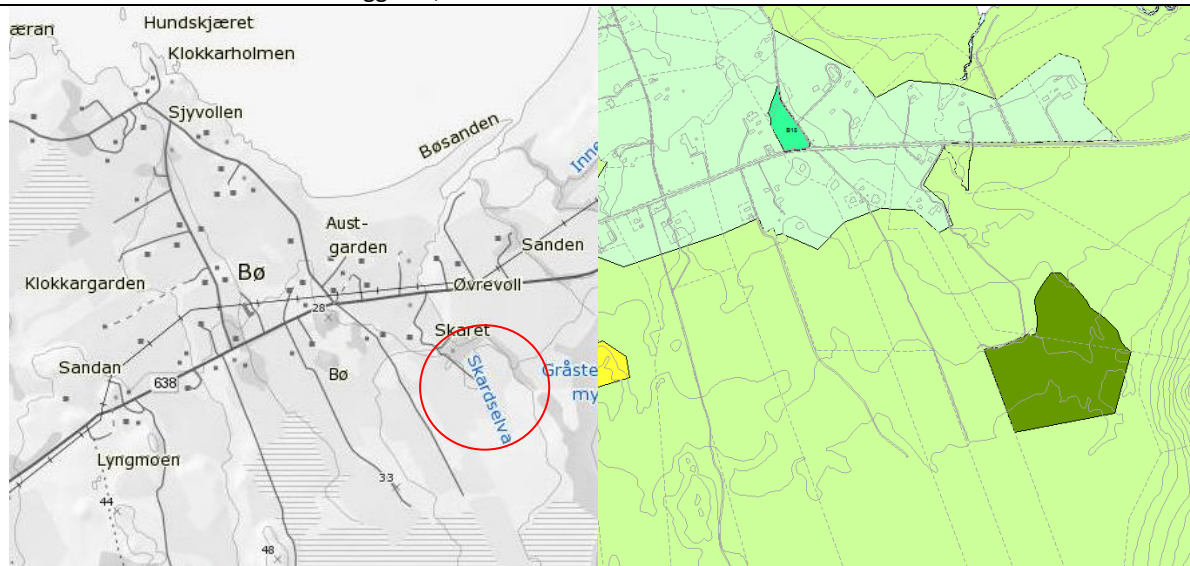 æran
Hundskjæret
Klokkarholmen
Sjyvollen
Bøsanden
Aust-
garden
Sanden
Klokkargarden
Bø
Øvrevoll
28
Skaret
Sandan
638
Bø
Skardselva
Gråste
my
Lyngmoen
33
44
48